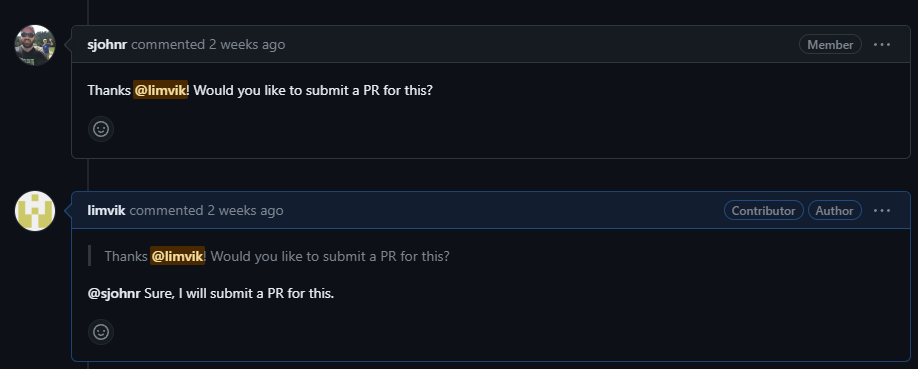 sjohnr commented 2 weeks ago Member
Thanks @limvik! Would you like to submit a PR for this?
limvik commented 2 weeks ago Contributor Author
Thanks @limvik! Would you like to submit a PR for this?
@sjohnr Sure, I will submit a PR for this.